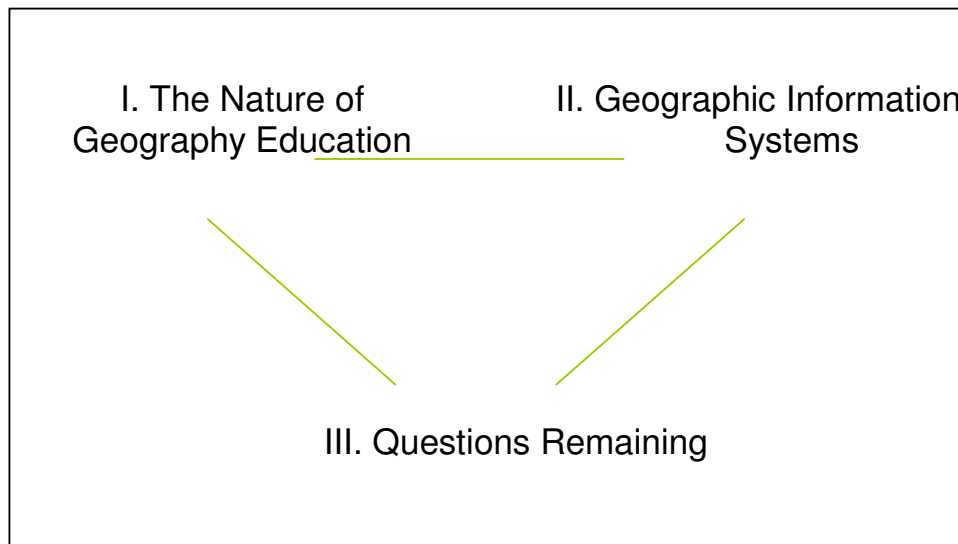 I. The Nature of
Geography Education
II. Geographic Information
Systems
III. Questions Remaining